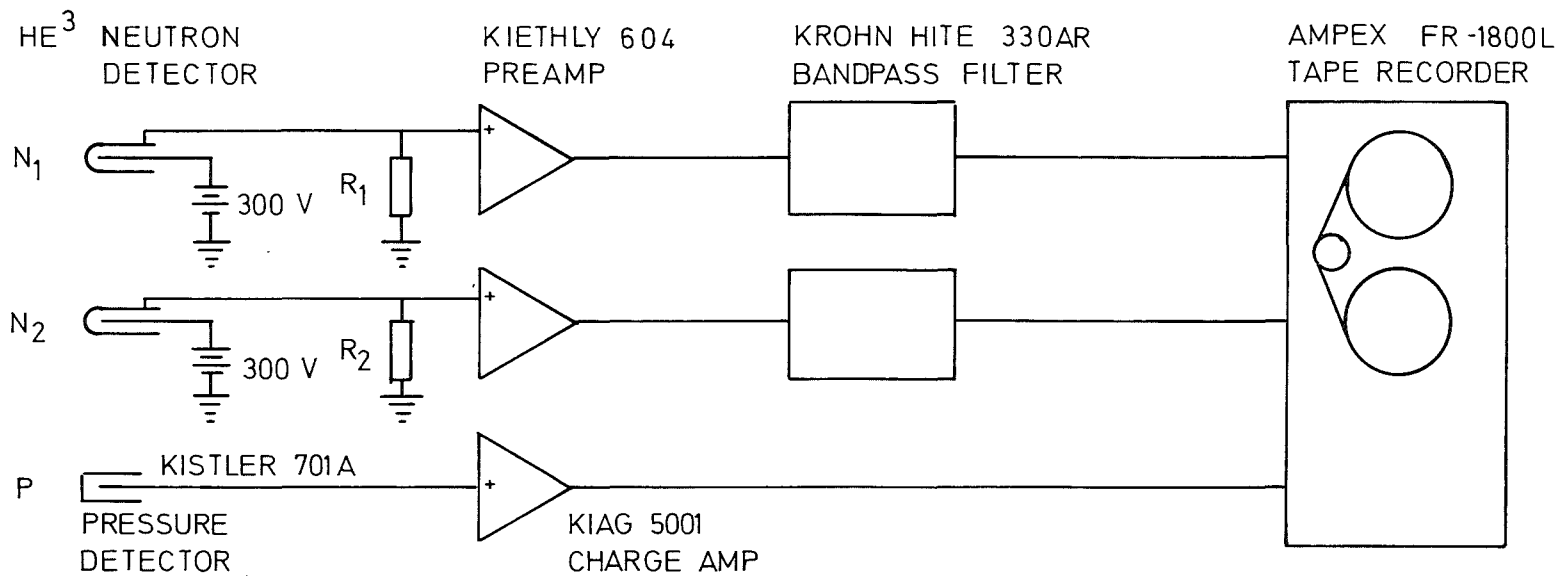 HE³ NEUTRON
DETECTOR
KIETHLY 604
PREAMP
KROHN HITE 330AR
BANDPASS FILTER
AMPEX FR-1800L
TAPE RECORDER
N₁
300 V
R₁
+
N₂
300 V
R₂
+
P
KISTLER 701A
+
PRESSURE
DETECTOR
KIAG 5001
CHARGE AMP